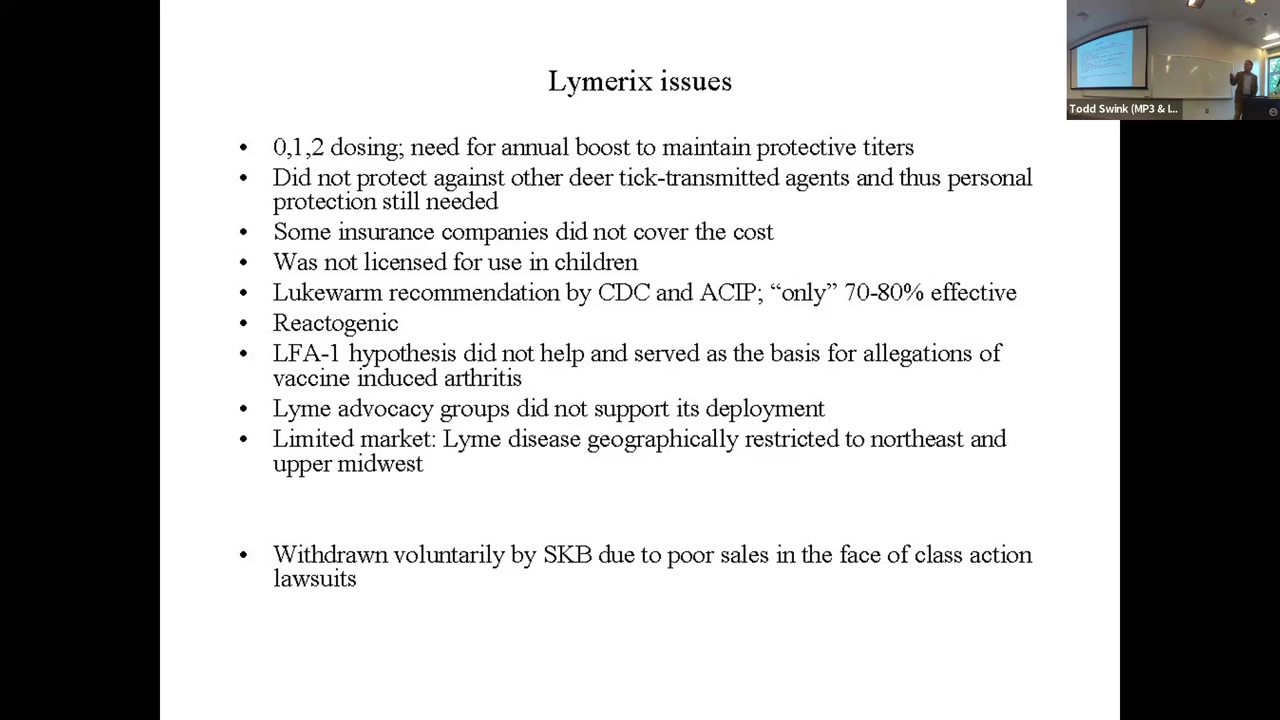 Lymerix issues
• 0,1,2 dosing; need for annual boost to maintain protective titers
• Did not protect against other deer tick-transmitted agents and thus personal
protection still needed
• Some insurance companies did not cover the cost
• Was not licensed for use in children
• Lukewarm recommendation by CDC and ACIP; “only” 70-80% effective
• Reactogenic
• LFA-1 hypothesis did not help and served as the basis for allegations of
vaccine induced arthritis
• Lyme advocacy groups did not support its deployment
• Limited market: Lyme disease geographically restricted to northeast and
upper midwest
• Withdrawn voluntarily by SKB due to poor sales in the face of class action
lawsuits
Todd Swink (MP3 & I...